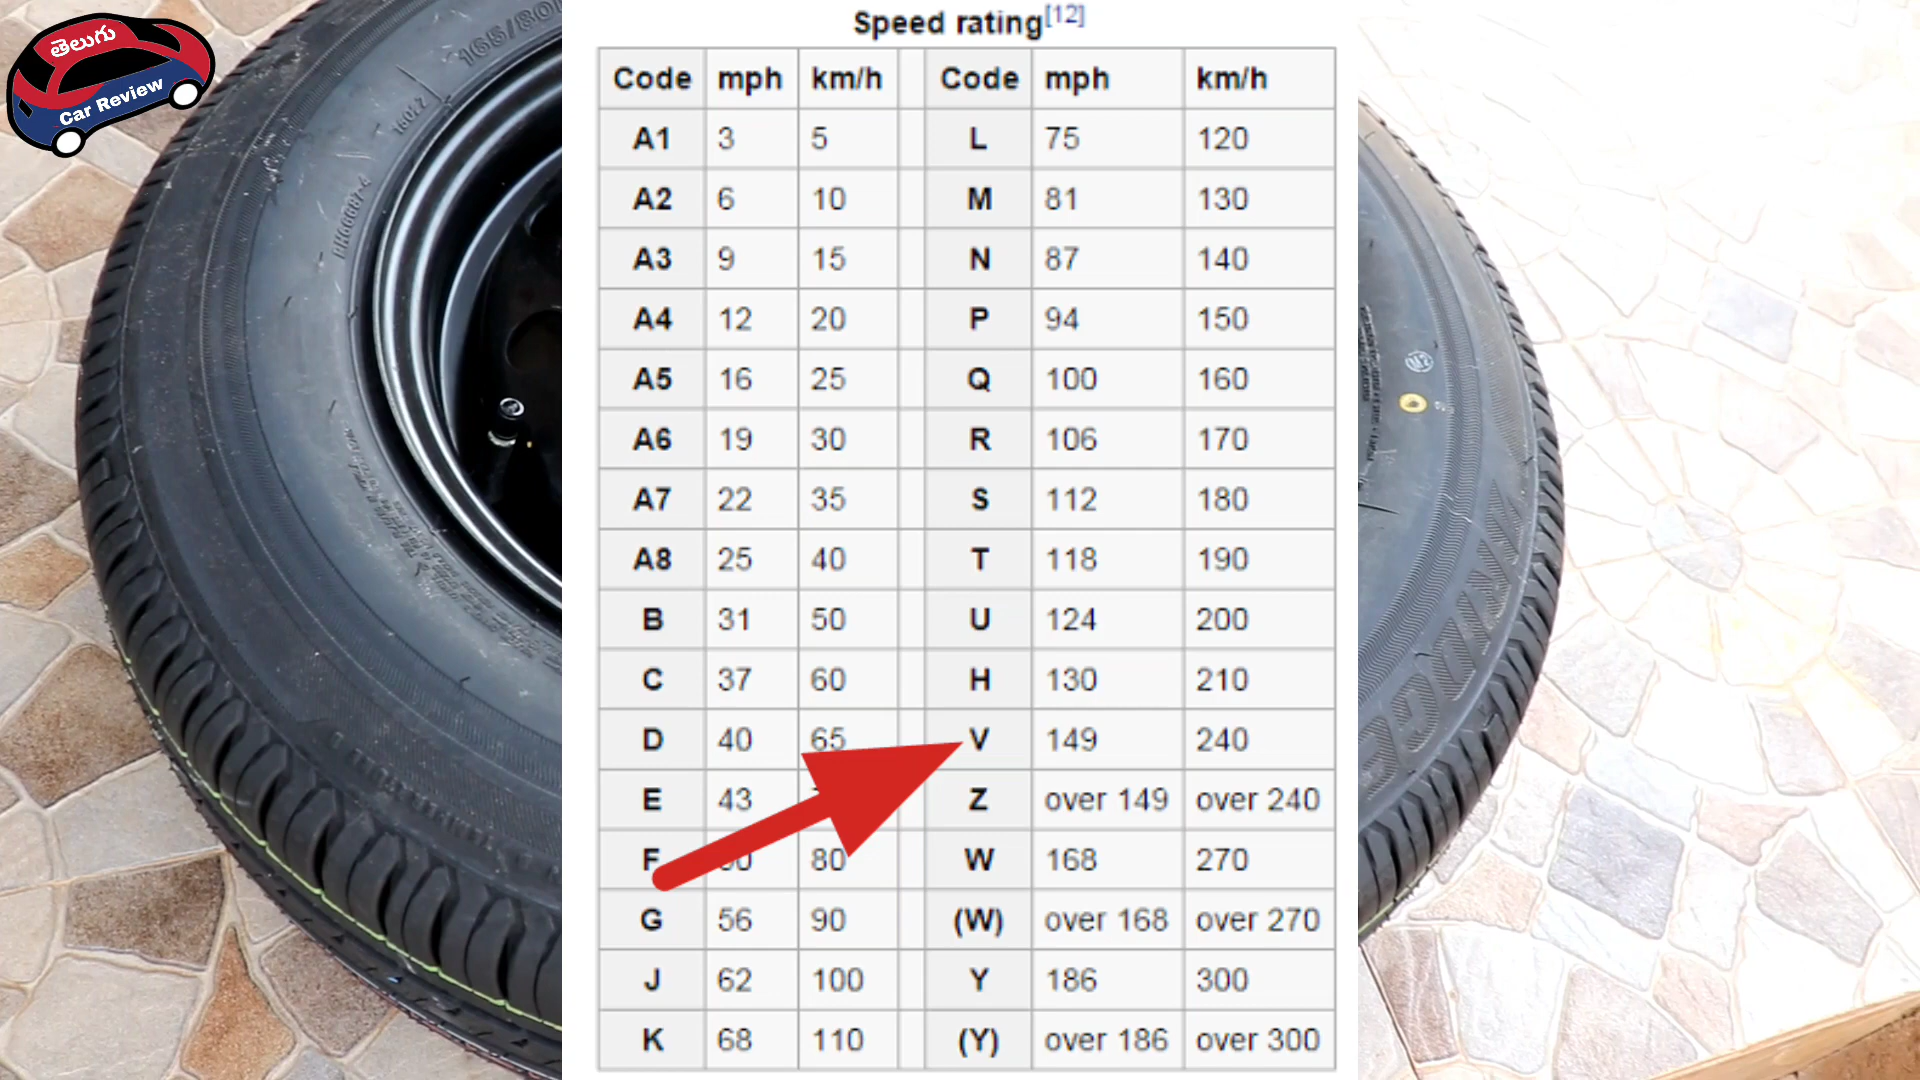 తెలుగు
Car Review
165/80
Speed rating[12]
Code mph km/h Code mph km/h
A1 3 5 L 75 120
A2 6 10 M 81 130
A3 9 15 N 87 140
A4 12 20 P 94 150
A5 16 25 Q 100 160
A6 19 30 R 106 170
A7 22 35 S 112 180
A8 25 40 T 118 190
B 31 50 U 124 200
C 37 60 H 130 210
D 40 65 V 149 240
E 43 Z over 149 over 240
F 80 W 168 270
G 56 90 (W) over 168 over 270
J 62 100 Y 186 300
K 68 110 (Y) over 186 over 300